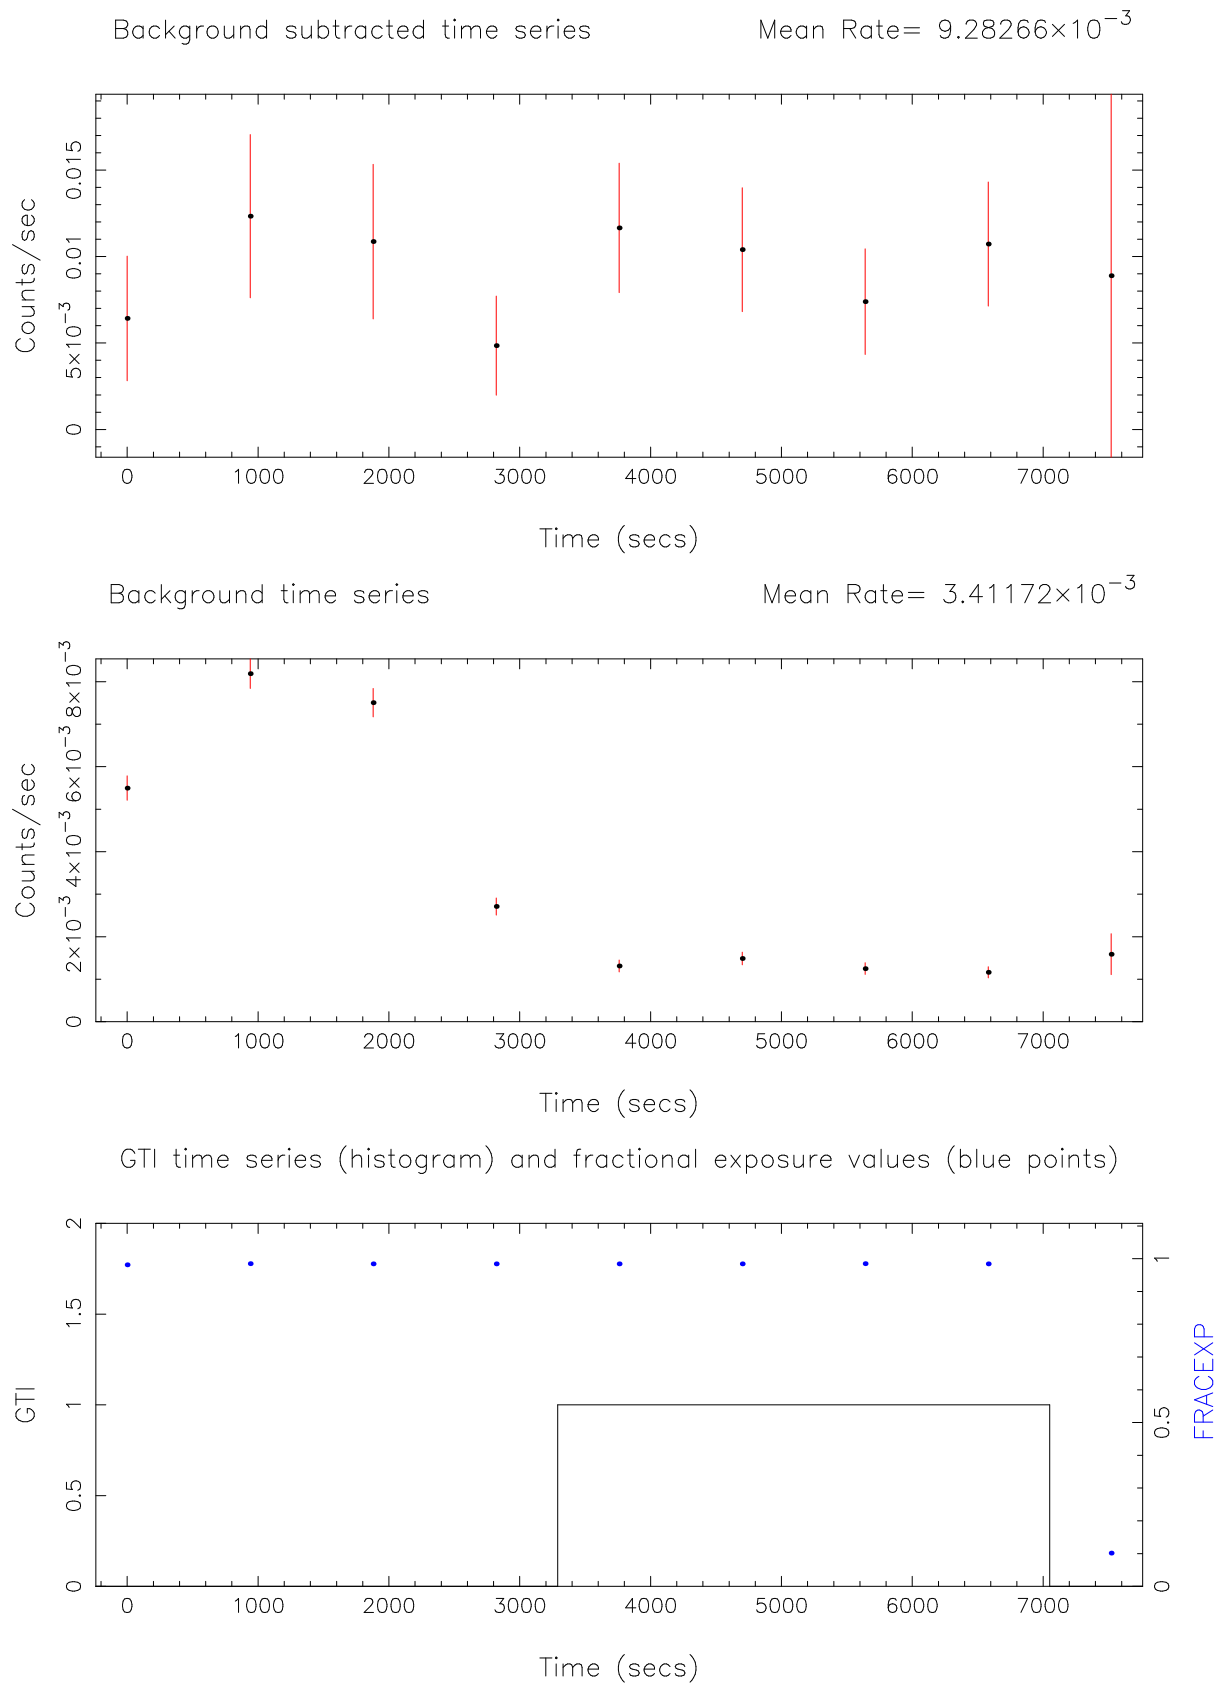 Background subtracted time series Mean Rate= 9.28266×10⁻³
Counts/sec
0.015
0.01
5×10⁻³
0
0 1000 2000 3000 4000 5000 6000 7000
Time (secs)
Background time series Mean Rate= 3.41172×10⁻³
Counts/sec
8×10⁻³
6×10⁻³
4×10⁻³
2×10⁻³
0
0 1000 2000 3000 4000 5000 6000 7000
Time (secs)
GTI time series (histogram) and fractional exposure values (blue points)
GTI
2
1.5
1
0.5
0
1
0.5
0
FRACEXP
0 1000 2000 3000 4000 5000 6000 7000
Time (secs)